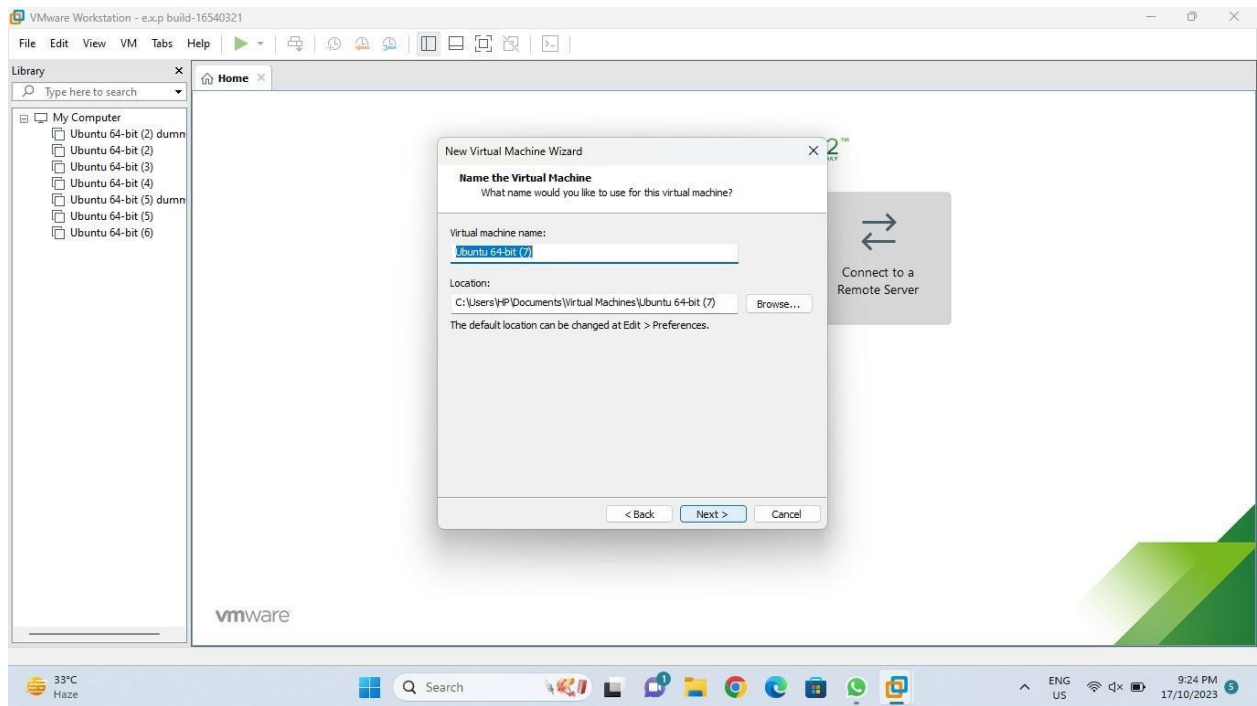 VMware Workstation - e.x.p build-16540321
File Edit View VM Tabs Help
Library
Home
Type here to search
My Computer
Ubuntu 64-bit (2) dumm
Ubuntu 64-bit (2)
Ubuntu 64-bit (3)
Ubuntu 64-bit (4)
Ubuntu 64-bit (5) dumm
Ubuntu 64-bit (5)
Ubuntu 64-bit (6)
2™
New Virtual Machine Wizard
Name the Virtual Machine
What name would you like to use for this virtual machine?
Virtual machine name:
Ubuntu 64-bit (7)
Location:
C:\Users\HP\Documents\Virtual Machines\Ubuntu 64-bit (7)
Browse...
The default location can be changed at Edit > Preferences.
< Back Next > Cancel
Connect to a
Remote Server
vmware
33°C
Haze
Search
1
ENG
US
9:24 PM
17/10/2023
5